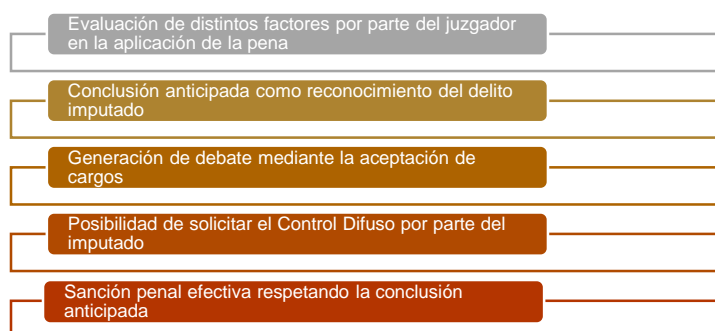 Evaluación de distintos factores por parte del juzgador
en la aplicación de la pena
Conclusión anticipada como reconocimiento del delito
imputado
Generación de debate mediante la aceptación de
cargos
Posibilidad de solicitar el Control Difuso por parte del
imputado
Sanción penal efectiva respetando la conclusión
anticipada